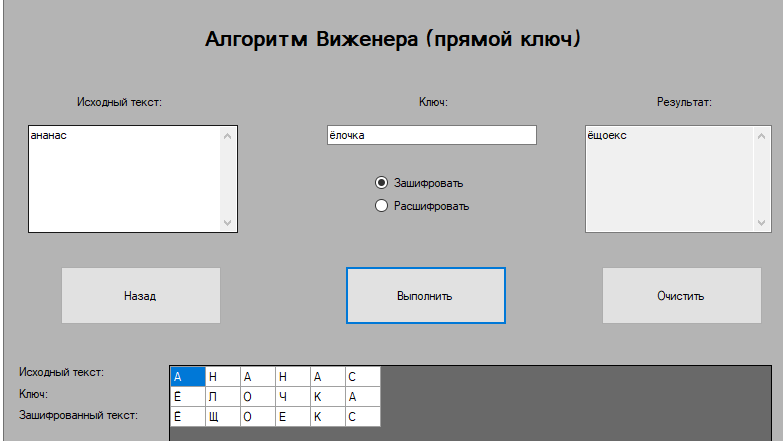 Алгоритм Виженера (прямой ключ)
Исходный текст: Ключ: Результат:
ананас ёлочка ёщоекс
Зашифровать
Расшифровать
Назад Выполнить Очистить
Исходный текст: А Н А Н А С
Ключ: Ё Л О Ч К А
Зашифрованный текст: Ё Щ О Е К С